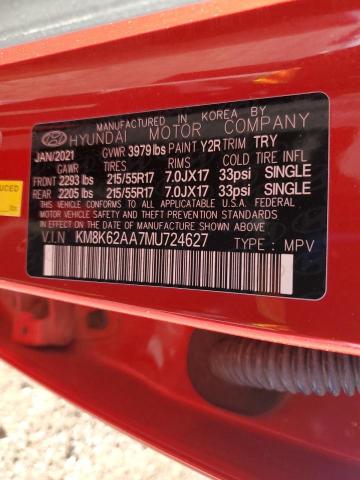 MANUFACTURED IN KOREA BY
HYUNDAI MOTOR COMPANY
JAN/2021 GVWR 3979 lbs PAINT Y2R TRIM TRY
GAWR TIRES RIMS COLD TIRE INFL
FRONT 2293 lbs 215/55R17 7.0JX17 33psi SINGLE
REAR 2205 lbs 215/55R17 7.0JX17 33psi SINGLE
THIS VEHICLE CONFORMS TO ALL APPLICABLE U.S.A. FEDERAL
MOTOR VEHICLE SAFETY, BUMPER, AND THEFT PREVENTION
STANDARDS IN EFFECT ON THE DATE OF MANUFACTURE SHOWN ABOVE.
V.I.N KM8K62AA7MU724627 TYPE : MPV
UCED